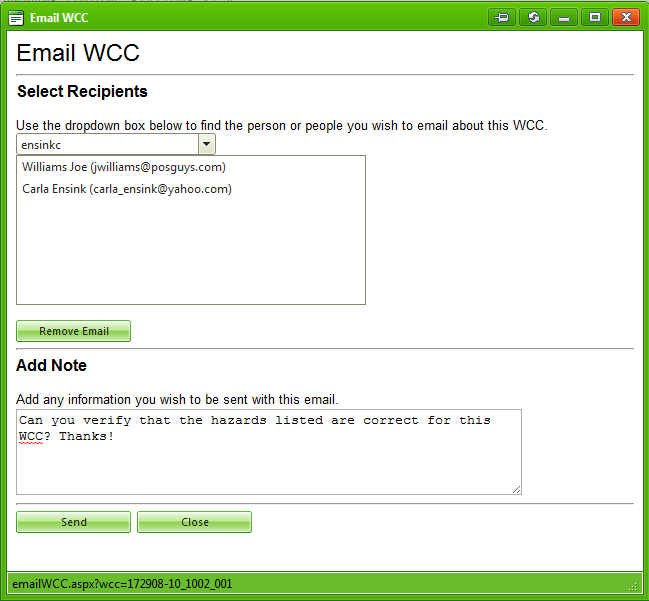 Email WCC
Email WCC
Select Recipients
Use the dropdown box below to find the person or people you wish to email about this WCC.
ensinkc
Williams Joe (jwilliams@posguys.com)
Carla Ensink (carla_ensink@yahoo.com)
Remove Email
Add Note
Add any information you wish to be sent with this email.
Can you verify that the hazards listed are correct for this
WCC? Thanks!
Send Close
emailWCC.aspx?wcc=172908-10_1002_001